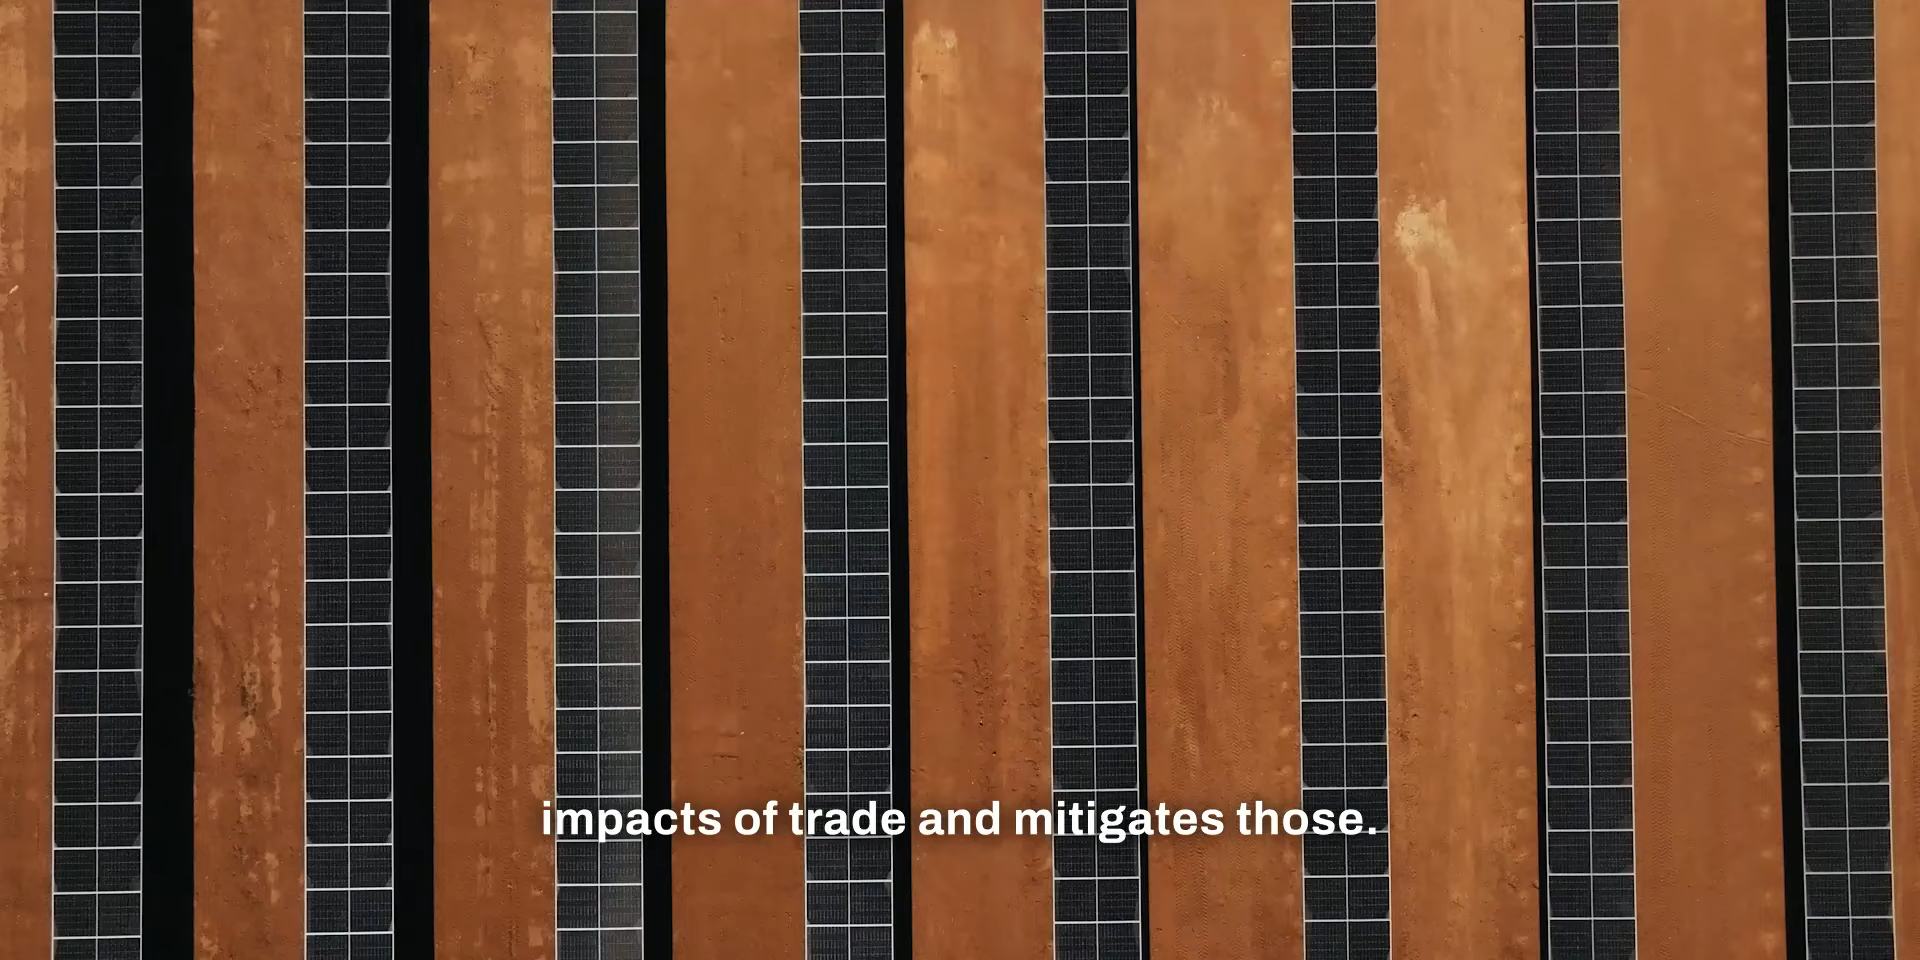 impacts of trade and mitigates those.